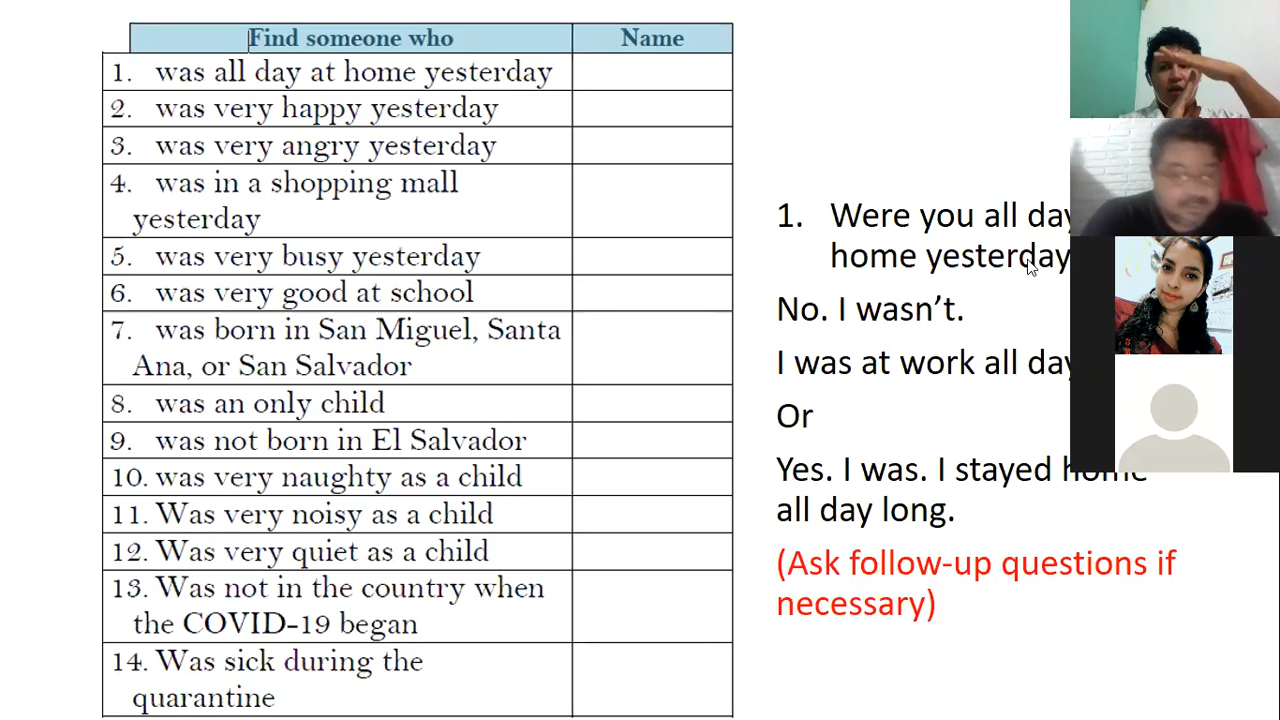 Find someone who Name
1. was all day at home yesterday
2. was very happy yesterday
3. was very angry yesterday
4. was in a shopping mall
yesterday
5. was very busy yesterday
6. was very good at school
7. was born in San Miguel, Santa
Ana, or San Salvador
8. was an only child
9. was not born in El Salvador
10. was very naughty as a child
11. Was very noisy as a child
12. Was very quiet as a child
13. Was not in the country when
the COVID-19 began
14. Was sick during the
quarantine
1. Were you all day
home yesterday
No. I wasn’t.
I was at work all day
Or
Yes. I was. I stayed home
all day long.
(Ask follow-up questions if
necessary)